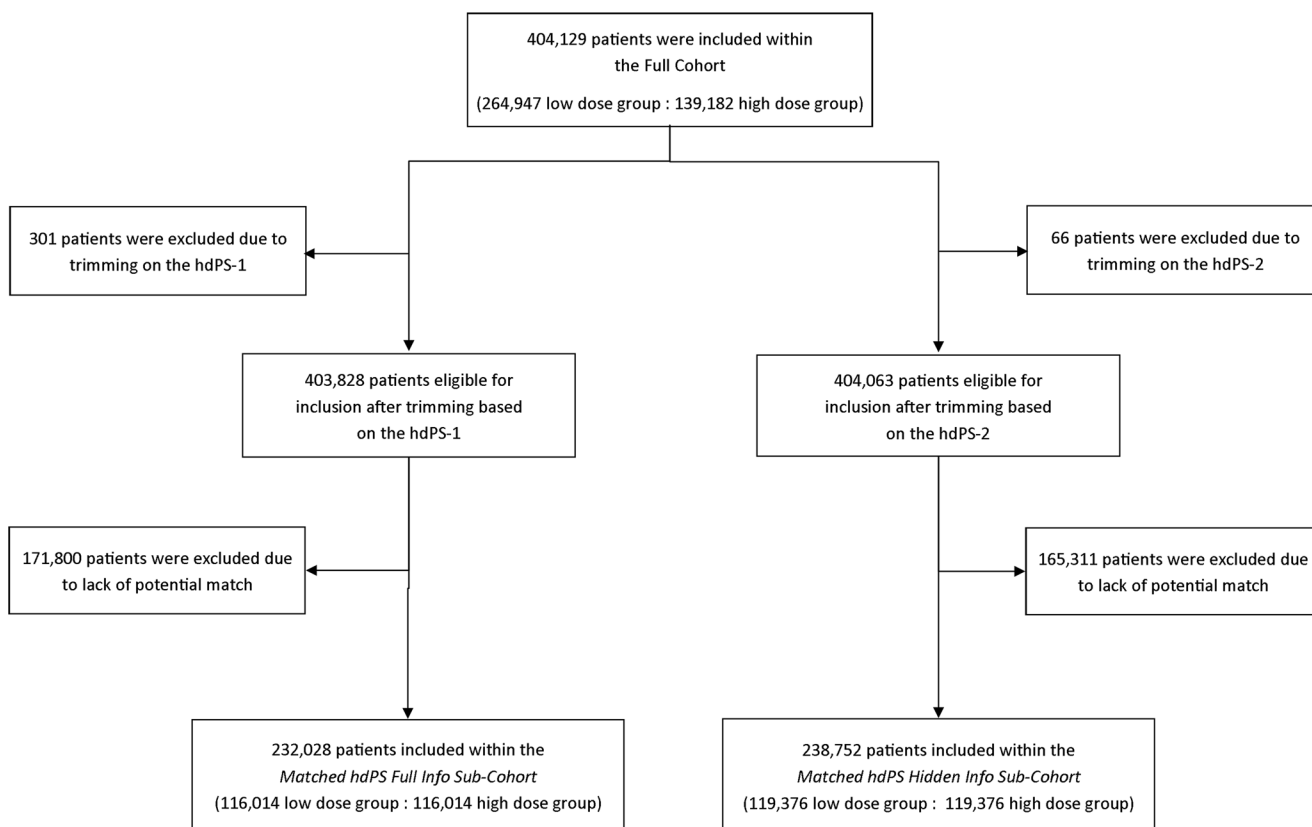 404,129 patients were included within
the Full Cohort
(264,947 low dose group : 139,182 high dose group)
301 patients were excluded due to
trimming on the hdPS-1
66 patients were excluded due to
trimming on the hdPS-2
403,828 patients eligible for
inclusion after trimming based
on the hdPS-1
404,063 patients eligible for
inclusion after trimming based
on the hdPS-2
171,800 patients were excluded due
to lack of potential match
165,311 patients were excluded due
to lack of potential match
232,028 patients included within the
Matched hdPS Full Info Sub-Cohort
(116,014 low dose group : 116,014 high dose group)
238,752 patients included within the
Matched hdPS Hidden Info Sub-Cohort
(119,376 low dose group :  119,376 high dose group)